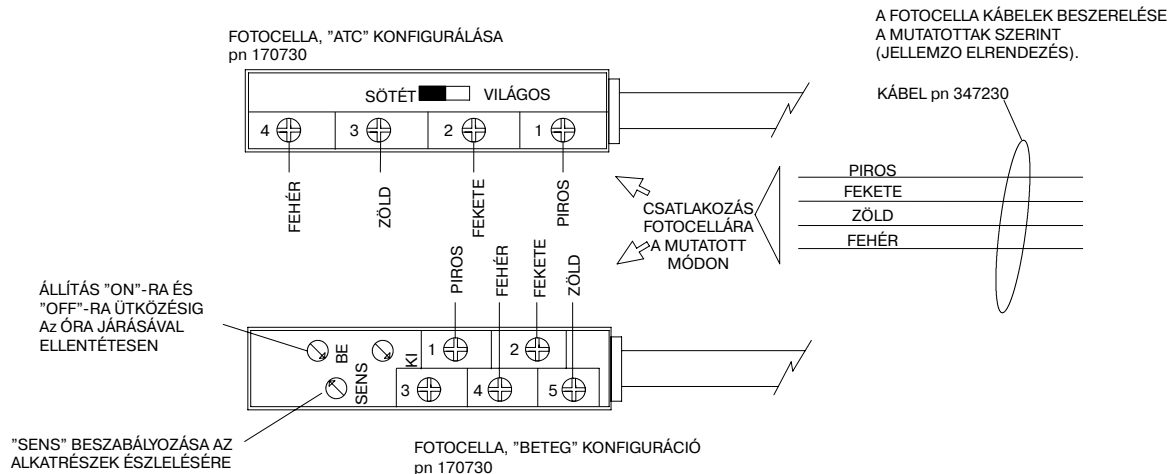 A FOTOCELLA KÁBELEK BESZERELÉSE
A MUTATOTTAK SZERINT
(JELLEMZO ELRENDEZÉS).
FOTOCELLA, ”ATC” KONFIGURÁLÁSA
pn 170730
KÁBEL pn 347230
SÖTÉT VILÁGOS
4 3 2 1
FEHÉR
ZÖLD
FEKETE
PIROS
CSATLAKOZÁS
FOTOCELLÁRA
A MUTATOTT
MÓDON
PIROS
FEKETE
ZÖLD
FEHÉR
PIROS
FEHÉR
FEKETE
ZÖLD
ÁLLÍTÁS ”ON”-RA ÉS
”OFF”-RA ÜTKÖZÉSIG
Az ÓRA JÁRÁSÁVAL
ELLENTÉTESEN
BE
KI
SENS
1 2
3 4 5
”SENS” BESZABÁLYOZÁSA AZ
ALKATRÉSZEK ÉSZLELÉSÉRE
FOTOCELLA, ”BETEG” KONFIGURÁCIÓ
pn 170730